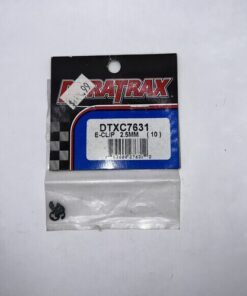 DURATRAX
DTXC7631
E-CLIP 2.5MM (10)